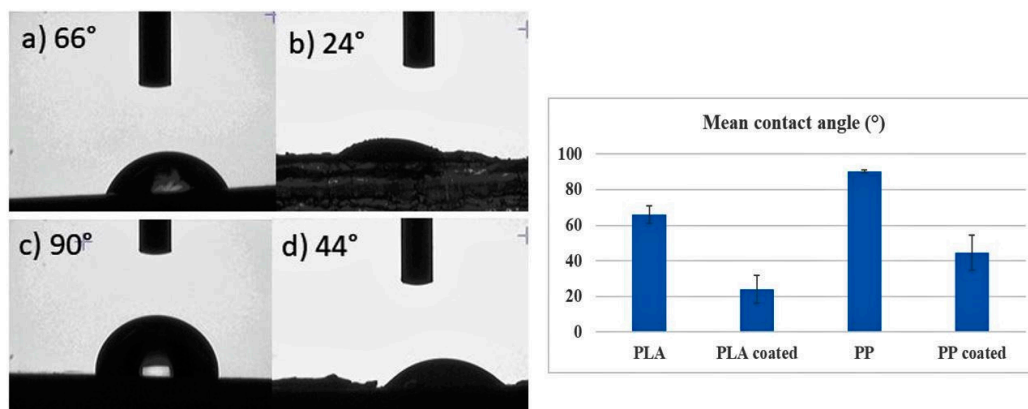 a) 66°
b) 24°
c) 90°
d) 44°
Mean contact angle (°)
100
80
60
40
20
0
PLA
PLA coated
PP
PP coated